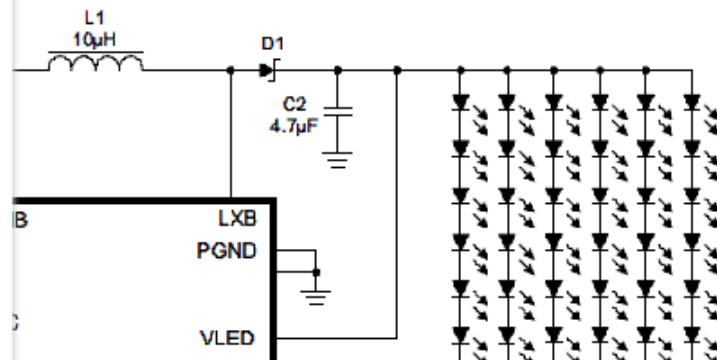 L1
10µH
D1
C2
4.7µF
LXB
PGND
VLED